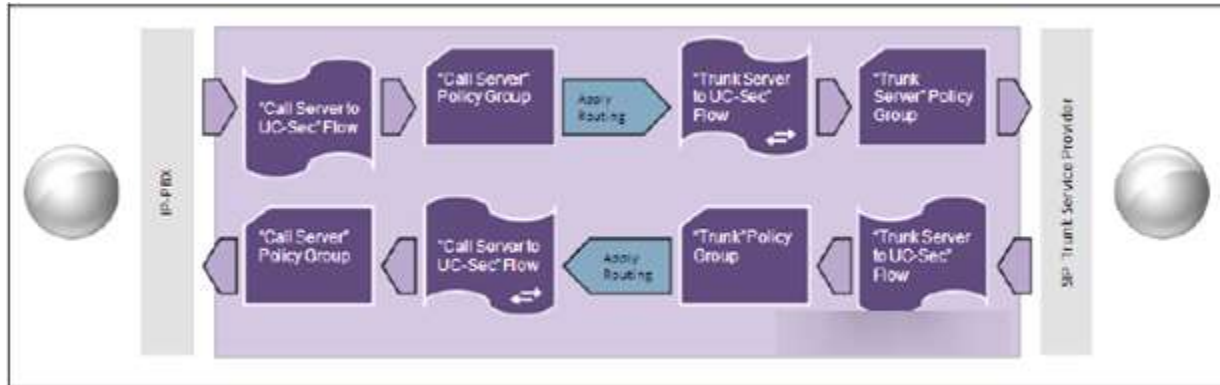 IP-PBX
"Call Server to
UC-Sec" Flow
"Call Server"
Policy Group
Apply
Routing
"Trunk Server
to UC-Sec"
Flow
"Trunk
Server" Policy
Group
SIP Trunk Service Provider
"Call Server"
Policy Group
"Call Server to
UC-Sec" Flow
Apply
Routing
"Trunk" Policy
Group
"Trunk Server
to UC-Sec"
Flow